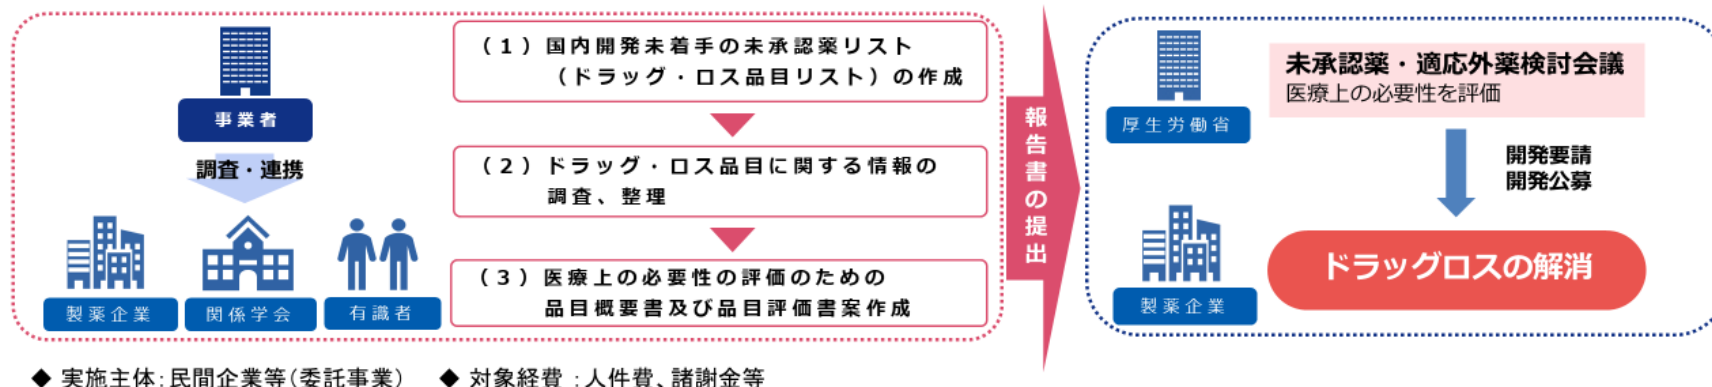 事業者
調査・連携
製薬企業
関係学会
有識者
（１）国内開発未着手の未承認薬リスト
（ドラッグ・ロス品目リスト）の作成
（２）ドラッグ・ロス品目に関する情報の
調査、整理
（３）医療上の必要性の評価のための
品目概要書及び品目評価書案作成
報告書の提出
厚生労働省
製薬企業
未承認薬・適応外薬検討会議
医療上の必要性を評価
開発要請
開発公募
ドラッグロスの解消
◆ 実施主体：民間企業等（委託事業）　◆ 対象経費 ：人件費、諸謝金等